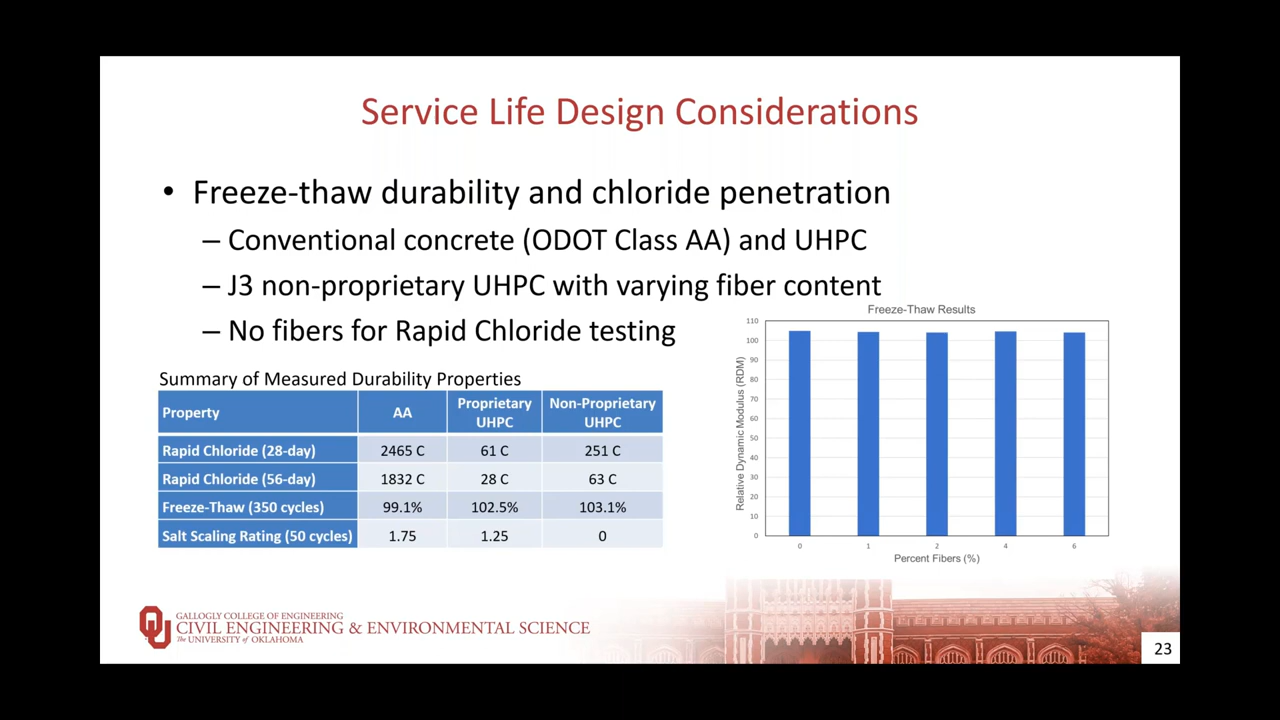 Service Life Design Considerations
• Freeze-thaw durability and chloride penetration
– Conventional concrete (ODOT Class AA) and UHPC
– J3 non-proprietary UHPC with varying fiber content
– No fibers for Rapid Chloride testing
Summary of Measured Durability Properties
Property AA Proprietary UHPC Non-Proprietary UHPC
Rapid Chloride (28-day) 2465 C 61 C 251 C
Rapid Chloride (56-day) 1832 C 28 C 63 C
Freeze-Thaw (350 cycles) 99.1% 102.5% 103.1%
Salt Scaling Rating (50 cycles) 1.75 1.25 0
Freeze-Thaw Results
Relative Dynamic Modulus (RDM)
110
100
90
80
70
60
50
40
30
20
10
0
0 1 2 4 6
Percent Fibers (%)
OU
GALLOGLY COLLEGE OF ENGINEERING
CIVIL ENGINEERING & ENVIRONMENTAL SCIENCE
The UNIVERSITY of OKLAHOMA
23